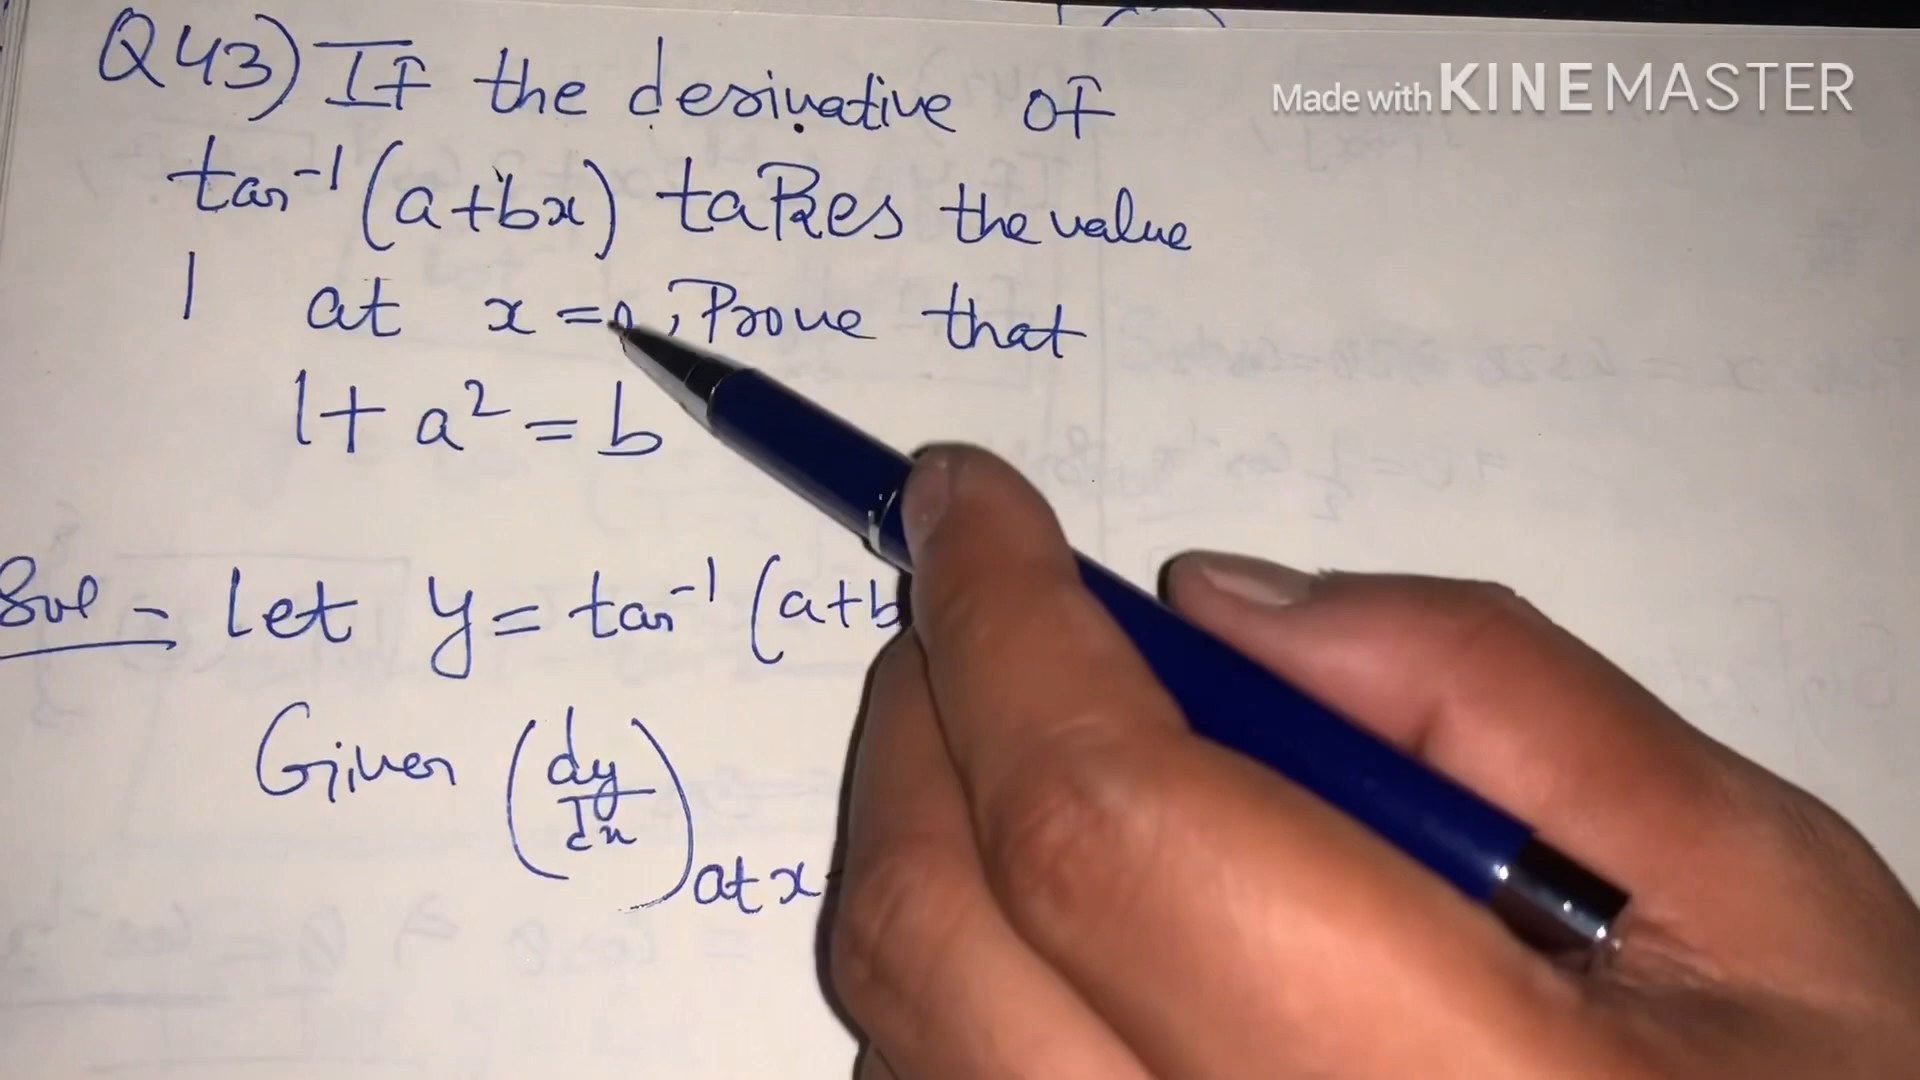 Q43) If the derivative of
Made with KINEMASTER
tan⁻¹(a+bx) takes the value
1 at x=0, Prove that
1+ a² = b
Sol - Let y= tan⁻¹ (a+b
Given (dy/dx) at x